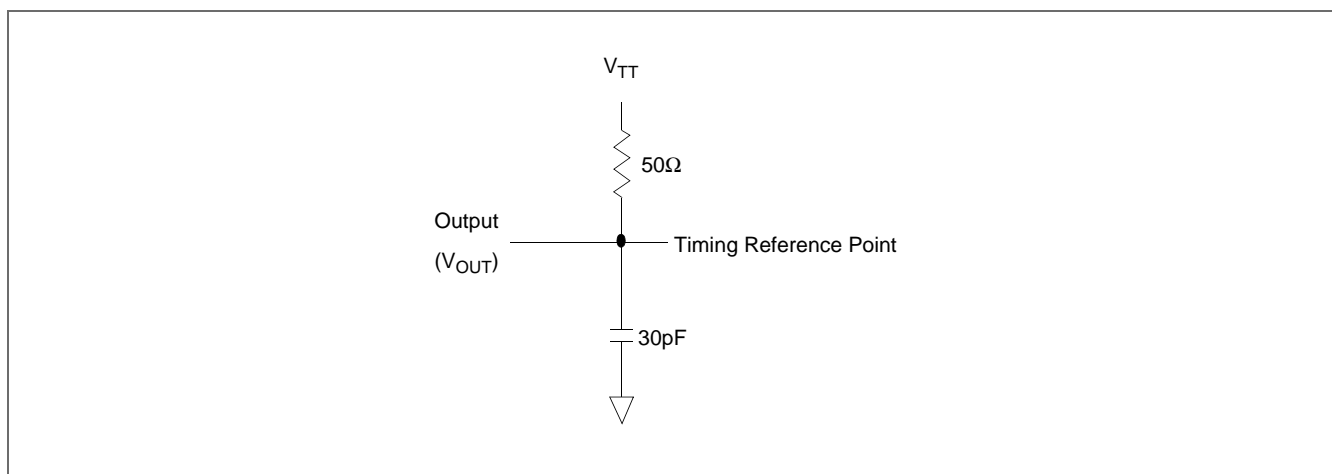 V_TT
50Ω
Output
(V_OUT)
Timing Reference Point
30pF